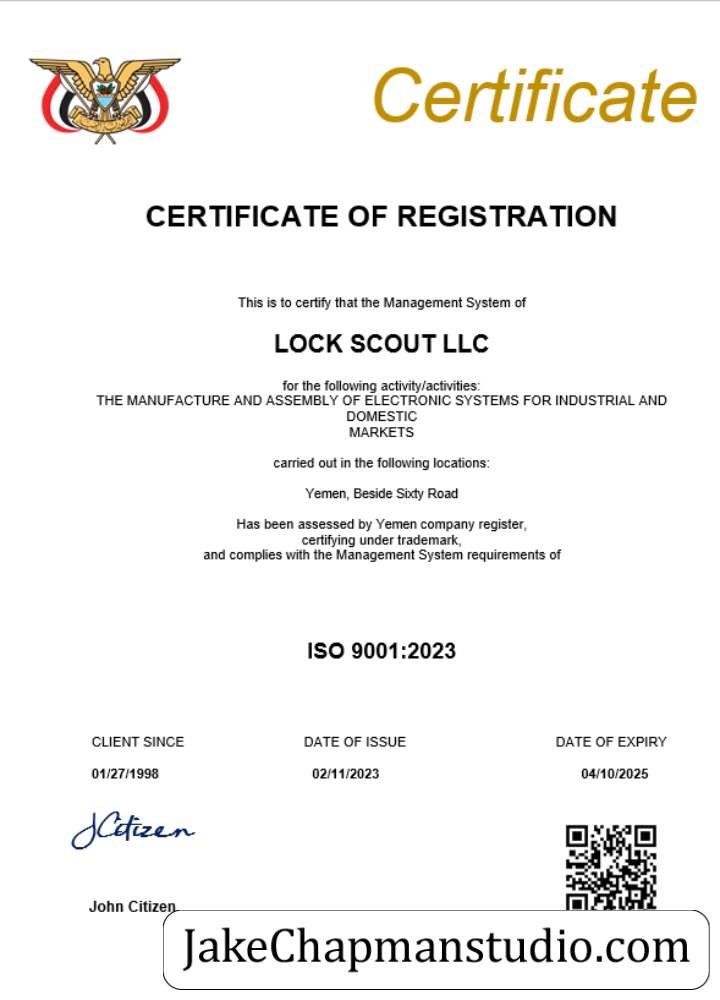 Certificate
CERTIFICATE OF REGISTRATION
This is to certify that the Management System of
LOCK SCOUT LLC
for the following activity/activities:
THE MANUFACTURE AND ASSEMBLY OF ELECTRONIC SYSTEMS FOR INDUSTRIAL AND
DOMESTIC
MARKETS
carried out in the following locations:
Yemen, Beside Sixty Road
Has been assessed by Yemen company register,
certifying under trademark,
and complies with the Management System requirements of
ISO 9001:2023
CLIENT SINCE
DATE OF ISSUE
DATE OF EXPIRY
01/27/1998
02/11/2023
04/10/2025
JCitizen
John Citizen
JakeChapmanstudio.com